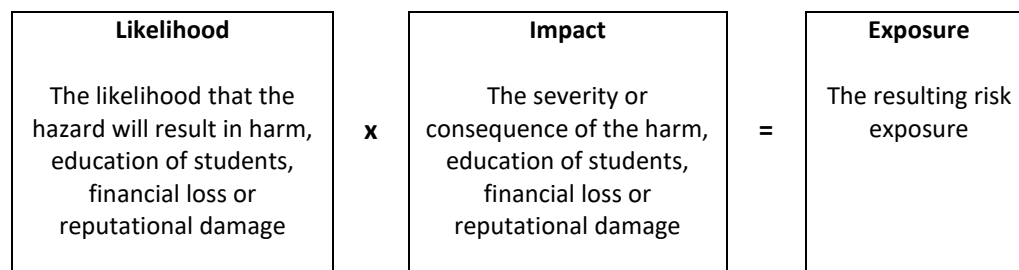 Likelihood
The likelihood that the
hazard will result in harm,
education of students,
financial loss or
reputational damage
x
Impact
The severity or
consequence of the harm,
education of students,
financial loss or
reputational damage
=
Exposure
The resulting risk
exposure